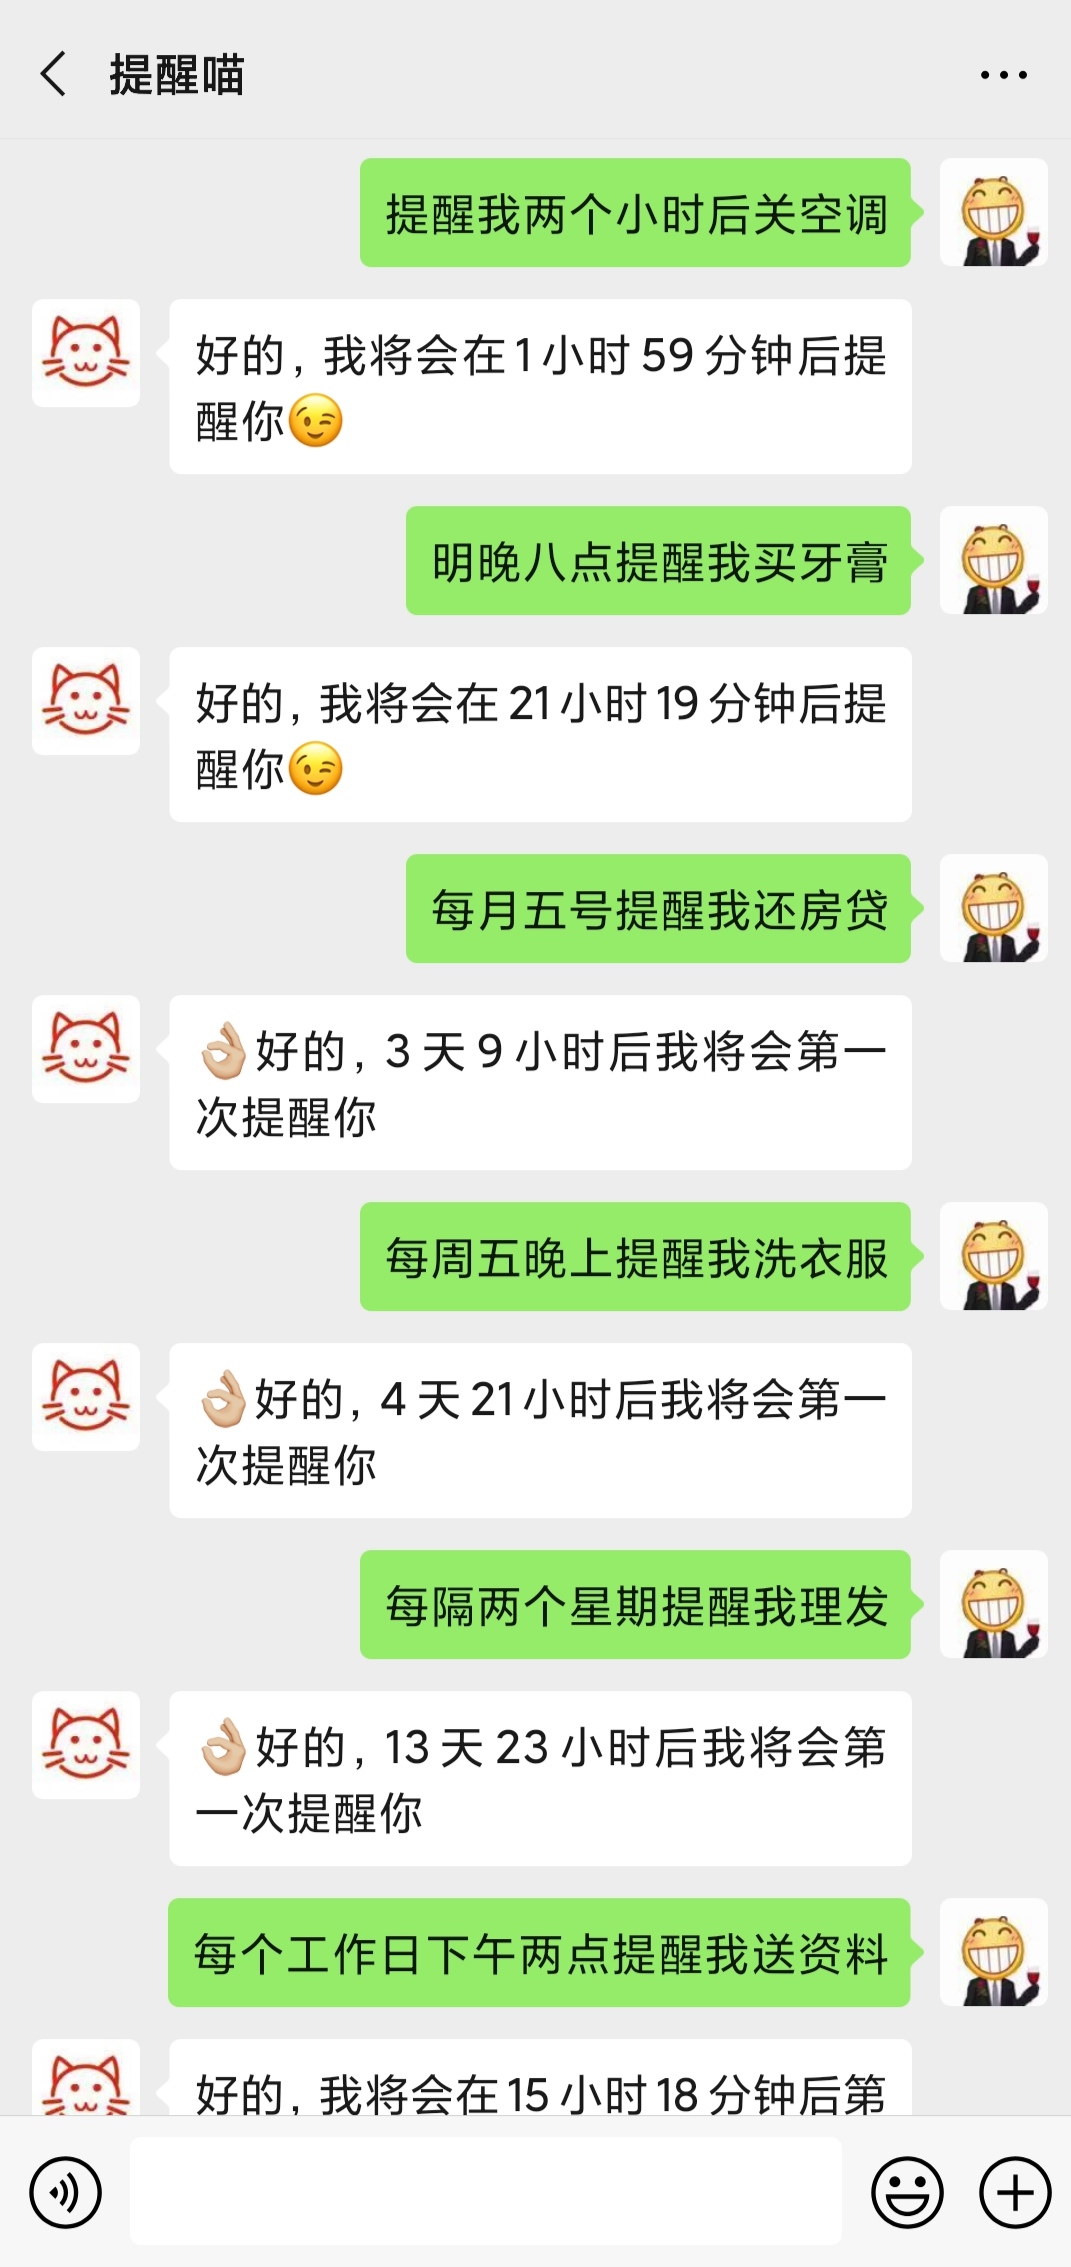 提醒喵
提醒我两个小时后关空调
好的，我将会在1小时59分钟后提
醒你😉
明晚八点提醒我买牙膏
好的，我将会在21小时19分钟后提
醒你😉
每月五号提醒我还房贷
👌🏼好的，3天9小时后我将会第一
次提醒你
每周五晚上提醒我洗衣服
👌🏼好的，4天21小时后我将会第一
次提醒你
每隔两个星期提醒我理发
👌🏼好的，13天23小时后我将会第
一次提醒你
每个工作日下午两点提醒我送资料
好的，我将会在15小时18分钟后第